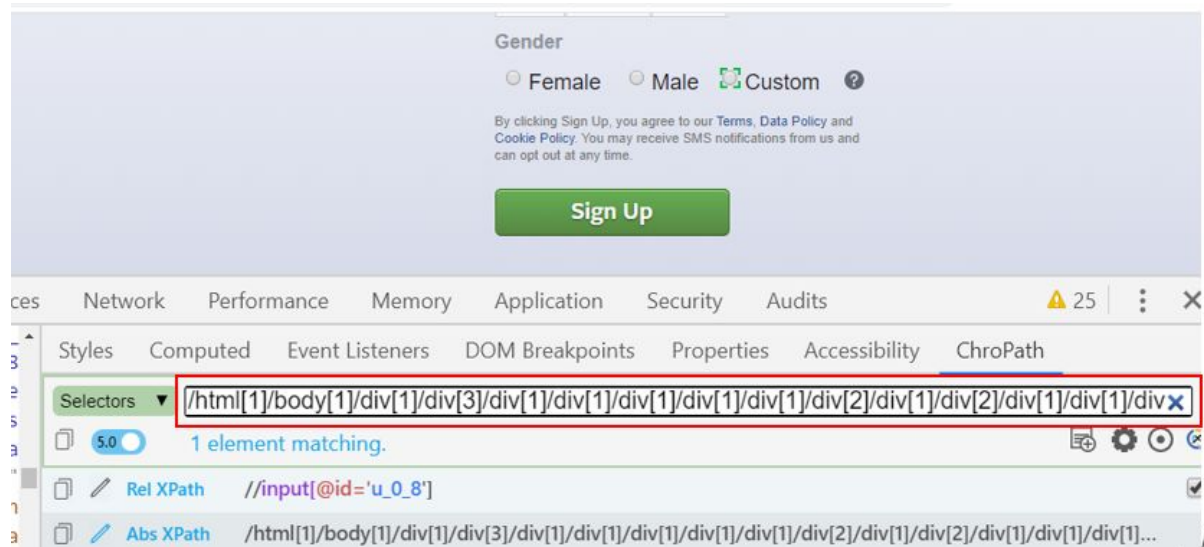 Gender
Female Male Custom ?
By clicking Sign Up, you agree to our Terms, Data Policy and
Cookie Policy. You may receive SMS notifications from us and
can opt out at any time.
Sign Up
ces Network Performance Memory Application Security Audits 25
Styles Computed Event Listeners DOM Breakpoints Properties Accessibility ChroPath
Selectors ▼ /html[1]/body[1]/div[1]/div[3]/div[1]/div[1]/div[1]/div[1]/div[1]/div[2]/div[1]/div[2]/div[1]/div[1]/div
5.0 1 element matching.
Rel XPath //input[@id='u_0_8']
Abs XPath /html[1]/body[1]/div[1]/div[3]/div[1]/div[1]/div[1]/div[1]/div[1]/div[2]/div[1]/div[2]/div[1]/div[1]/div[1]...